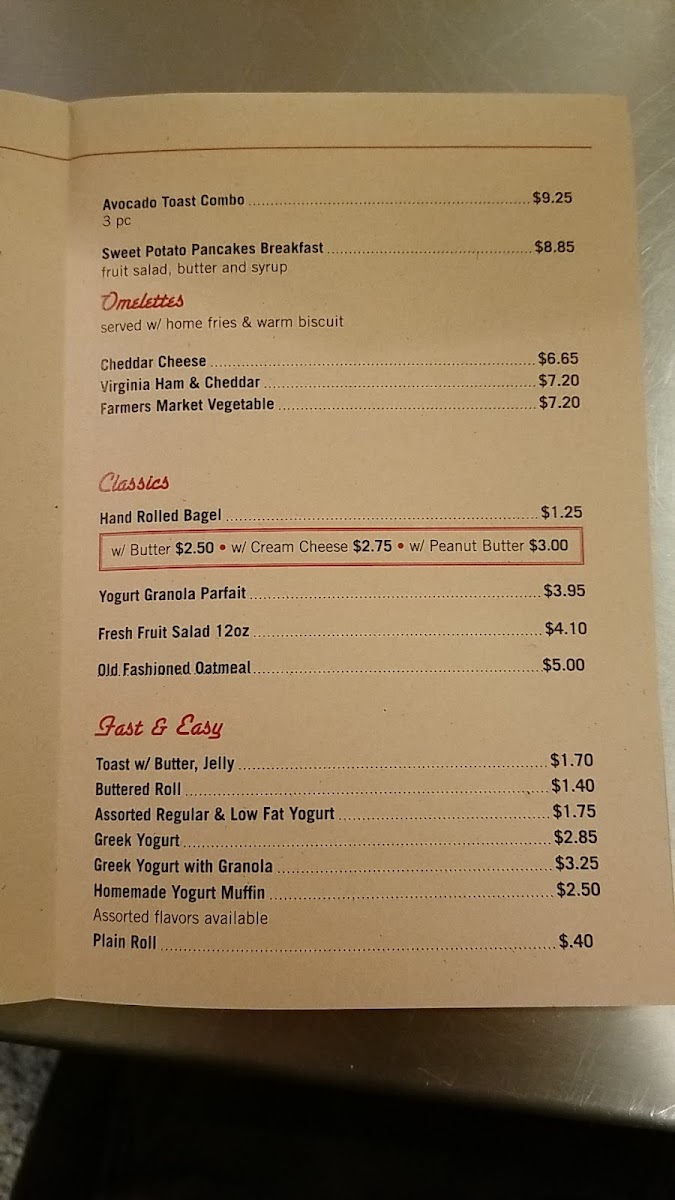 Avocado Toast Combo $9.25
3 pc
Sweet Potato Pancakes Breakfast $8.85
fruit salad, butter and syrup
Omelettes
served w/ home fries & warm biscuit
Cheddar Cheese $6.65
Virginia Ham & Cheddar $7.20
Farmers Market Vegetable $7.20
Classics
Hand Rolled Bagel $1.25
w/ Butter $2.50 • w/ Cream Cheese $2.75 • w/ Peanut Butter $3.00
Yogurt Granola Parfait $3.95
Fresh Fruit Salad 12oz $4.10
Old Fashioned Oatmeal $5.00
Fast & Easy
Toast w/ Butter, Jelly $1.70
Buttered Roll $1.40
Assorted Regular & Low Fat Yogurt $1.75
Greek Yogurt $2.85
Greek Yogurt with Granola $3.25
Homemade Yogurt Muffin $2.50
Assorted flavors available
Plain Roll $.40